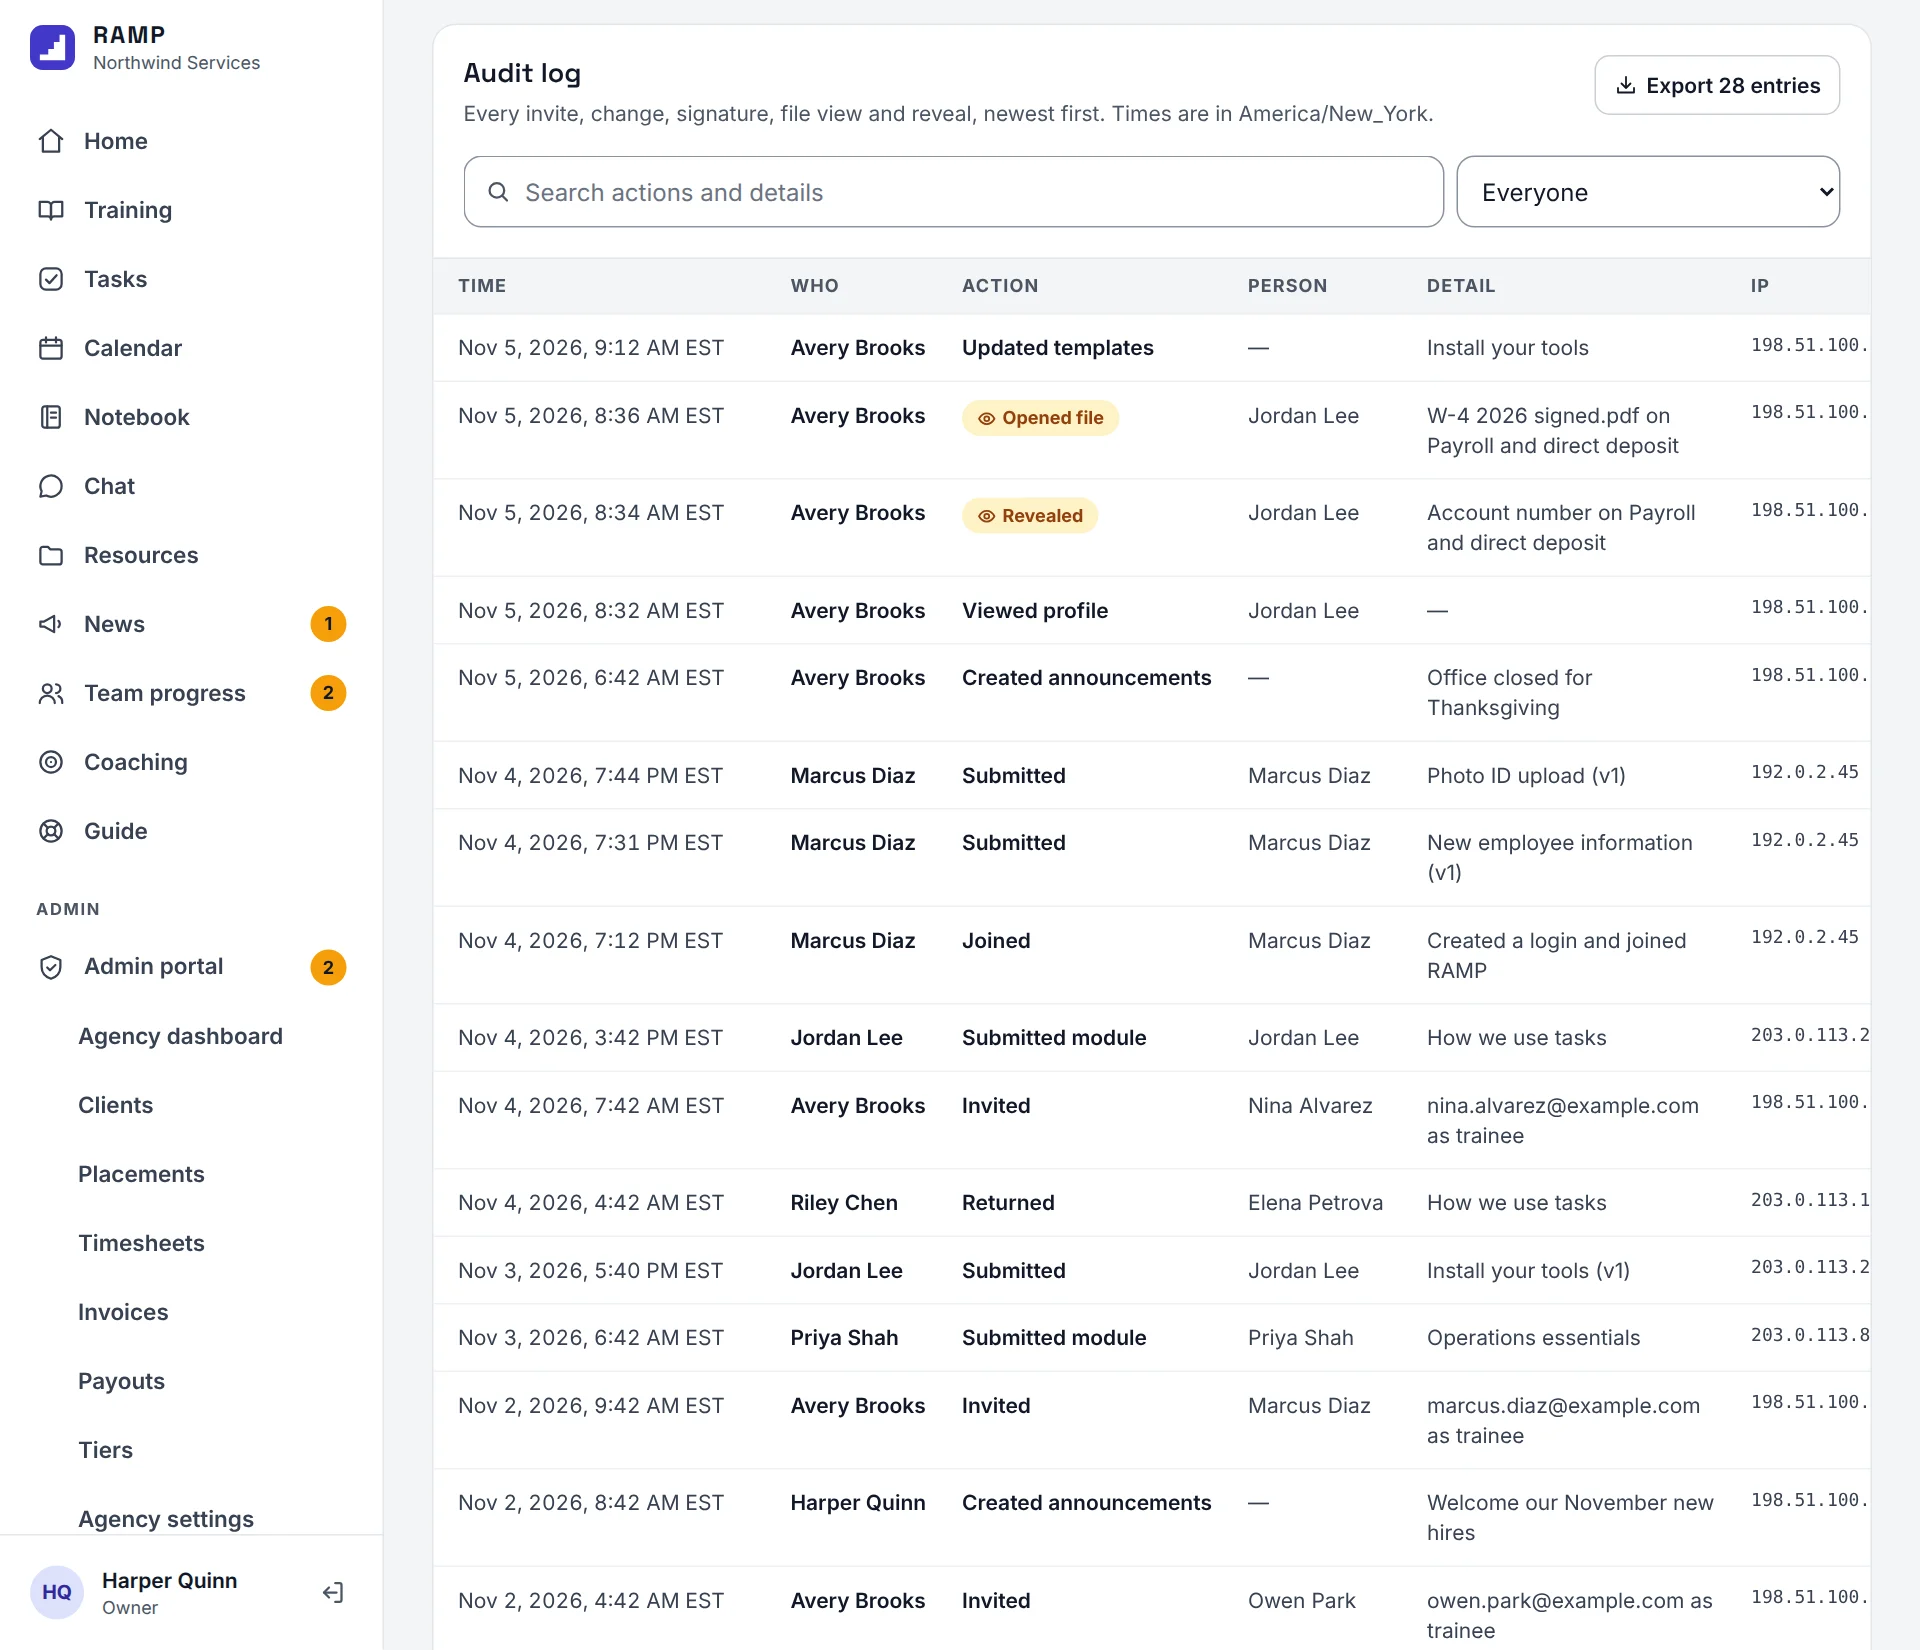 RAMP
Northwind Services
Home
Training
Tasks
Calendar
Notebook
Chat
Resources
News 1
Team progress 2
Coaching
Guide
ADMIN
Admin portal 2
Agency dashboard
Clients
Placements
Timesheets
Invoices
Payouts
Tiers
Agency settings
HQ
Harper Quinn
Owner
Audit log
Every invite, change, signature, file view and reveal, newest first. Times are in America/New_York.
Export 28 entries
Search actions and details
Everyone
TIME WHO ACTION PERSON DETAIL IP
Nov 5, 2026, 9:12 AM EST Avery Brooks Updated templates — Install your tools 198.51.100.
Nov 5, 2026, 8:36 AM EST Avery Brooks Opened file Jordan Lee W-4 2026 signed.pdf on 198.51.100.
Payroll and direct deposit
Nov 5, 2026, 8:34 AM EST Avery Brooks Revealed Jordan Lee Account number on Payroll 198.51.100.
and direct deposit
Nov 5, 2026, 8:32 AM EST Avery Brooks Viewed profile Jordan Lee — 198.51.100.
Nov 5, 2026, 6:42 AM EST Avery Brooks Created announcements — Office closed for 198.51.100.
Thanksgiving
Nov 4, 2026, 7:44 PM EST Marcus Diaz Submitted Marcus Diaz Photo ID upload (v1) 192.0.2.45
Nov 4, 2026, 7:31 PM EST Marcus Diaz Submitted Marcus Diaz New employee information 192.0.2.45
(v1)
Nov 4, 2026, 7:12 PM EST Marcus Diaz Joined Marcus Diaz Created a login and joined 192.0.2.45
RAMP
Nov 4, 2026, 3:42 PM EST Jordan Lee Submitted module Jordan Lee How we use tasks 203.0.113.2
Nov 4, 2026, 7:42 AM EST Avery Brooks Invited Nina Alvarez nina.alvarez@example.com 198.51.100.
as trainee
Nov 4, 2026, 4:42 AM EST Riley Chen Returned Elena Petrova How we use tasks 203.0.113.1
Nov 3, 2026, 5:40 PM EST Jordan Lee Submitted Jordan Lee Install your tools (v1) 203.0.113.2
Nov 3, 2026, 6:42 AM EST Priya Shah Submitted module Priya Shah Operations essentials 203.0.113.8
Nov 2, 2026, 9:42 AM EST Avery Brooks Invited Marcus Diaz marcus.diaz@example.com 198.51.100.
as trainee
Nov 2, 2026, 8:42 AM EST Harper Quinn Created announcements — Welcome our November new 198.51.100.
hires
Nov 2, 2026, 4:42 AM EST Avery Brooks Invited Owen Park owen.park@example.com as 198.51.100.
trainee